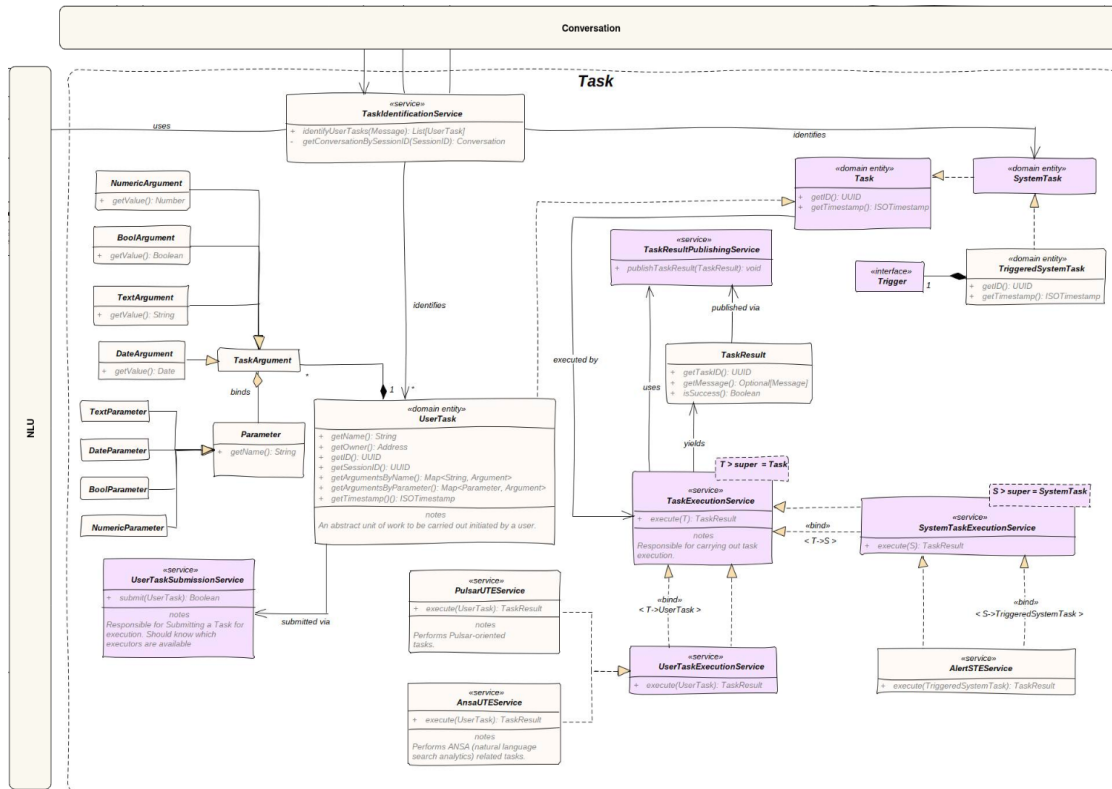 Conversation
NLU
Task
«service»
TaskIdentificationService
+ identifyUserTasks(Message): List[UserTask]
- getConversationBySessionID(SessionID): Conversation
uses
identifies
identifies
NumericArgument
+ getValue(): Number
BoolArgument
+ getValue(): Boolean
TextArgument
+ getValue(): String
DateArgument
+ getValue(): Date
TaskArgument
*
1
*
binds
TextParameter
DateParameter
BoolParameter
NumericParameter
Parameter
+ getName(): String
«domain entity»
UserTask
+ getName(): String
+ getOwner(): Address
+ getID(): UUID
+ getSessionID(): UUID
+ getArgumentsByName(): Map<String, Argument>
+ getArgumentsByParameter(): Map<Parameter, Argument>
+ getTimestamp()(): ISOTimestamp
notes
An abstract unit of work to be carried out initiated by a user.
«service»
UserTaskSubmissionService
+ submit(UserTask): Boolean
notes
Responsible for Submitting a Task for
execution. Should know which
executors are available
submitted via
«domain entity»
Task
+ getID(): UUID
+ getTimestamp(): ISOTimestamp
«domain entity»
SystemTask
«interface»
Trigger
1
«domain entity»
TriggeredSystemTask
+ getID(): UUID
+ getTimestamp(): ISOTimestamp
«service»
TaskResultPublishingService
+ publishTaskResult(TaskResult): void
published via
executed by
uses
TaskResult
+ getTaskID(): UUID
+ getMessage(): Optional[Message]
+ isSuccess(): Boolean
yields
T > super = Task
«service»
TaskExecutionService
+ execute(T): TaskResult
notes
Responsible for carrying out task
execution.
«bind»
< T->S >
S > super = SystemTask
«service»
SystemTaskExecutionService
+ execute(S): TaskResult
«bind»
< T->UserTask >
«bind»
< S->TriggeredSystemTask >
«service»
PulsarUTEService
+ execute(UserTask): TaskResult
notes
Performs Pulsar-oriented
tasks.
«service»
UserTaskExecutionService
+ execute(UserTask): TaskResult
«service»
AlertSTEService
+ execute(TriggeredSystemTask): TaskResult
«service»
AnsaUTEService
+ execute(UserTask): TaskResult
notes
Performs ANSA (natural language
search analytics) related tasks.